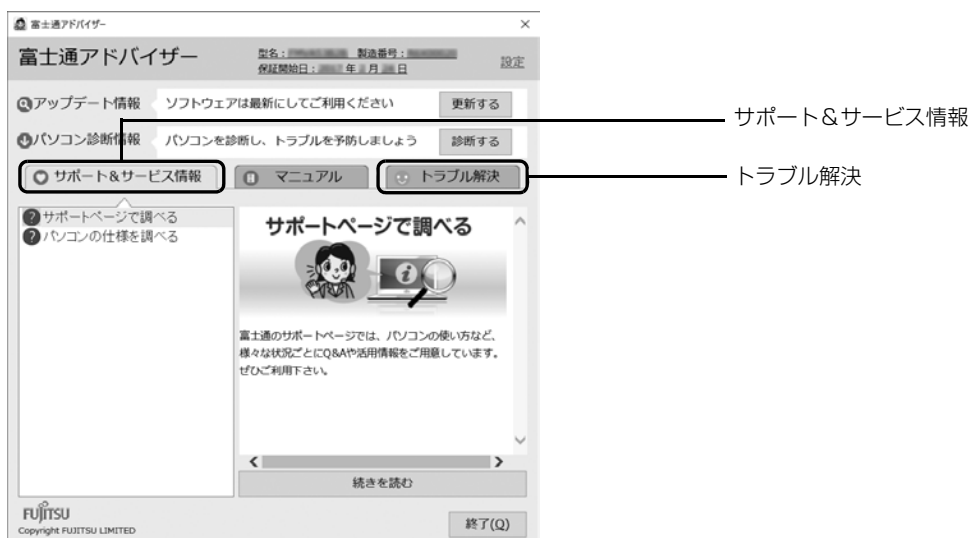 富士通アドバイザー
富士通アドバイザー
型名： 製造番号：
保証開始日： 年 月 日
設定
アップデート情報 ソフトウェアは最新にしてご利用ください 更新する
パソコン診断情報 パソコンを診断し、トラブルを予防しましょう 診断する
サポート＆サービス情報 マニュアル トラブル解決
サポートページで調べる
パソコンの仕様を調べる
サポートページで調べる
富士通のサポートページでは、パソコンの使い方など、
様々な状況ごとにQ&Aや活用情報をご用意しています。
ぜひご利用下さい。
続きを読む
FUJITSU
Copyright FUJITSU LIMITED
終了(Q)
サポート＆サービス情報
トラブル解決